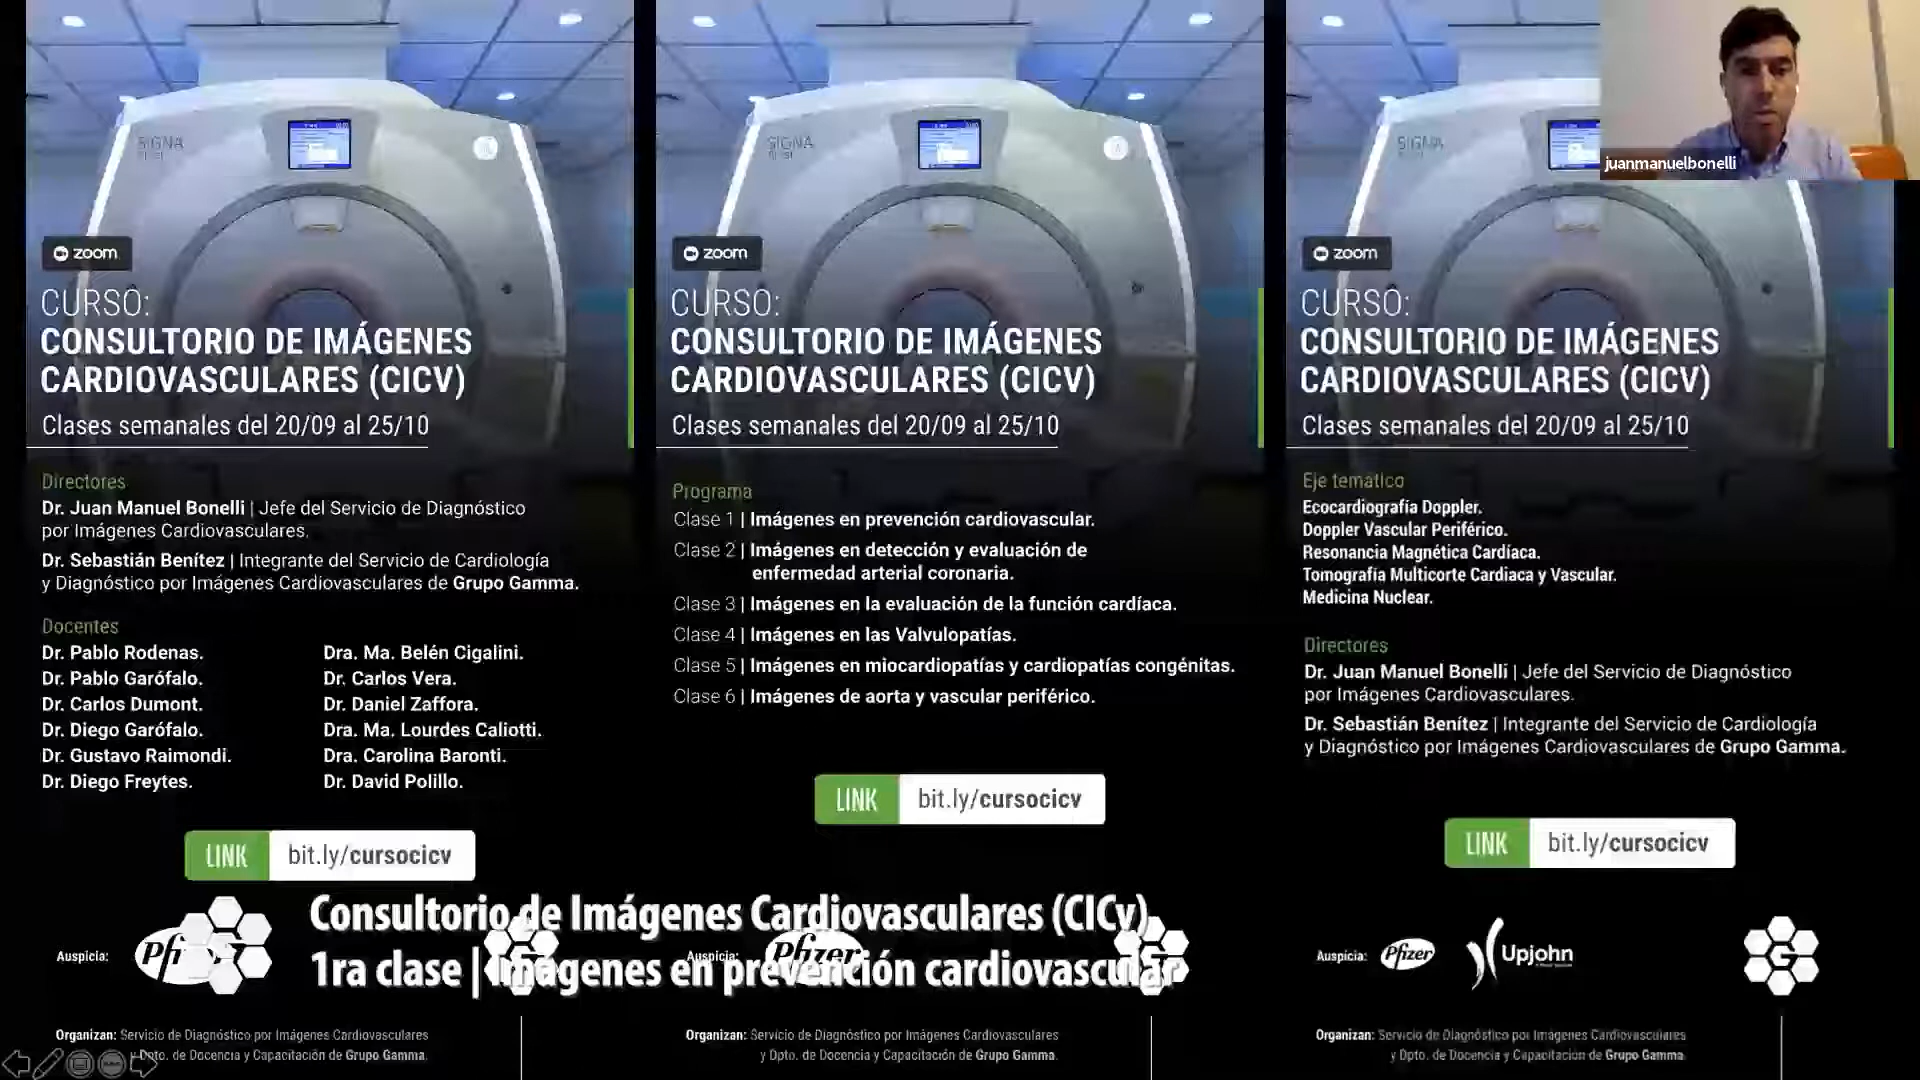 SIGNA
zoom
CURSO:
CONSULTORIO DE IMÁGENES
CARDIOVASCULARES (CICV)
Clases semanales del 20/09 al 25/10
Directores
Dr. Juan Manuel Bonelli | Jefe del Servicio de Diagnóstico
por Imágenes Cardiovasculares.
Dr. Sebastián Benítez | Integrante del Servicio de Cardiología
y Diagnóstico por Imágenes Cardiovasculares de Grupo Gamma.
Docentes
Dr. Pablo Rodenas.
Dr. Pablo Garófalo.
Dr. Carlos Dumont.
Dr. Diego Garófalo.
Dr. Gustavo Raimondi.
Dr. Diego Freytes.
Dra. Ma. Belén Cigalini.
Dr. Carlos Vera.
Dr. Daniel Zaffora.
Dra. Ma. Lourdes Caliotti.
Dra. Carolina Baronti.
Dr. David Polillo.
LINK bit.ly/cursocicv
Auspicia:
Organizan: Servicio de Diagnóstico por Imágenes Cardiovasculares
y Dpto. de Docencia y Capacitación de Grupo Gamma.
SIGNA
zoom
CURSO:
CONSULTORIO DE IMÁGENES
CARDIOVASCULARES (CICV)
Clases semanales del 20/09 al 25/10
Programa
Clase 1 | Imágenes en prevención cardiovascular.
Clase 2 | Imágenes en detección y evaluación de
enfermedad arterial coronaria.
Clase 3 | Imágenes en la evaluación de la función cardíaca.
Clase 4 | Imágenes en las Valvulopatías.
Clase 5 | Imágenes en miocardiopatías y cardiopatías congénitas.
Clase 6 | Imágenes de aorta y vascular periférico.
LINK bit.ly/cursocicv
Auspicia: Pfizer
Organizan: Servicio de Diagnóstico por Imágenes Cardiovasculares
y Dpto. de Docencia y Capacitación de Grupo Gamma.
SIGNA
juanmanuelbonelli
zoom
CURSO:
CONSULTORIO DE IMÁGENES
CARDIOVASCULARES (CICV)
Clases semanales del 20/09 al 25/10
Eje temático
Ecocardiografía Doppler.
Doppler Vascular Periférico.
Resonancia Magnética Cardíaca.
Tomografía Multicorte Cardiaca y Vascular.
Medicina Nuclear.
Directores
Dr. Juan Manuel Bonelli | Jefe del Servicio de Diagnóstico
por Imágenes Cardiovasculares.
Dr. Sebastián Benítez | Integrante del Servicio de Cardiología
y Diagnóstico por Imágenes Cardiovasculares de Grupo Gamma.
LINK bit.ly/cursocicv
Auspicia: Pfizer Upjohn G
Organizan: Servicio de Diagnóstico por Imágenes Cardiovasculares
y Dpto. de Docencia y Capacitación de Grupo Gamma.
Consultorio de Imágenes Cardiovasculares (CICv)
1ra clase | Imágenes en prevención cardiovascular